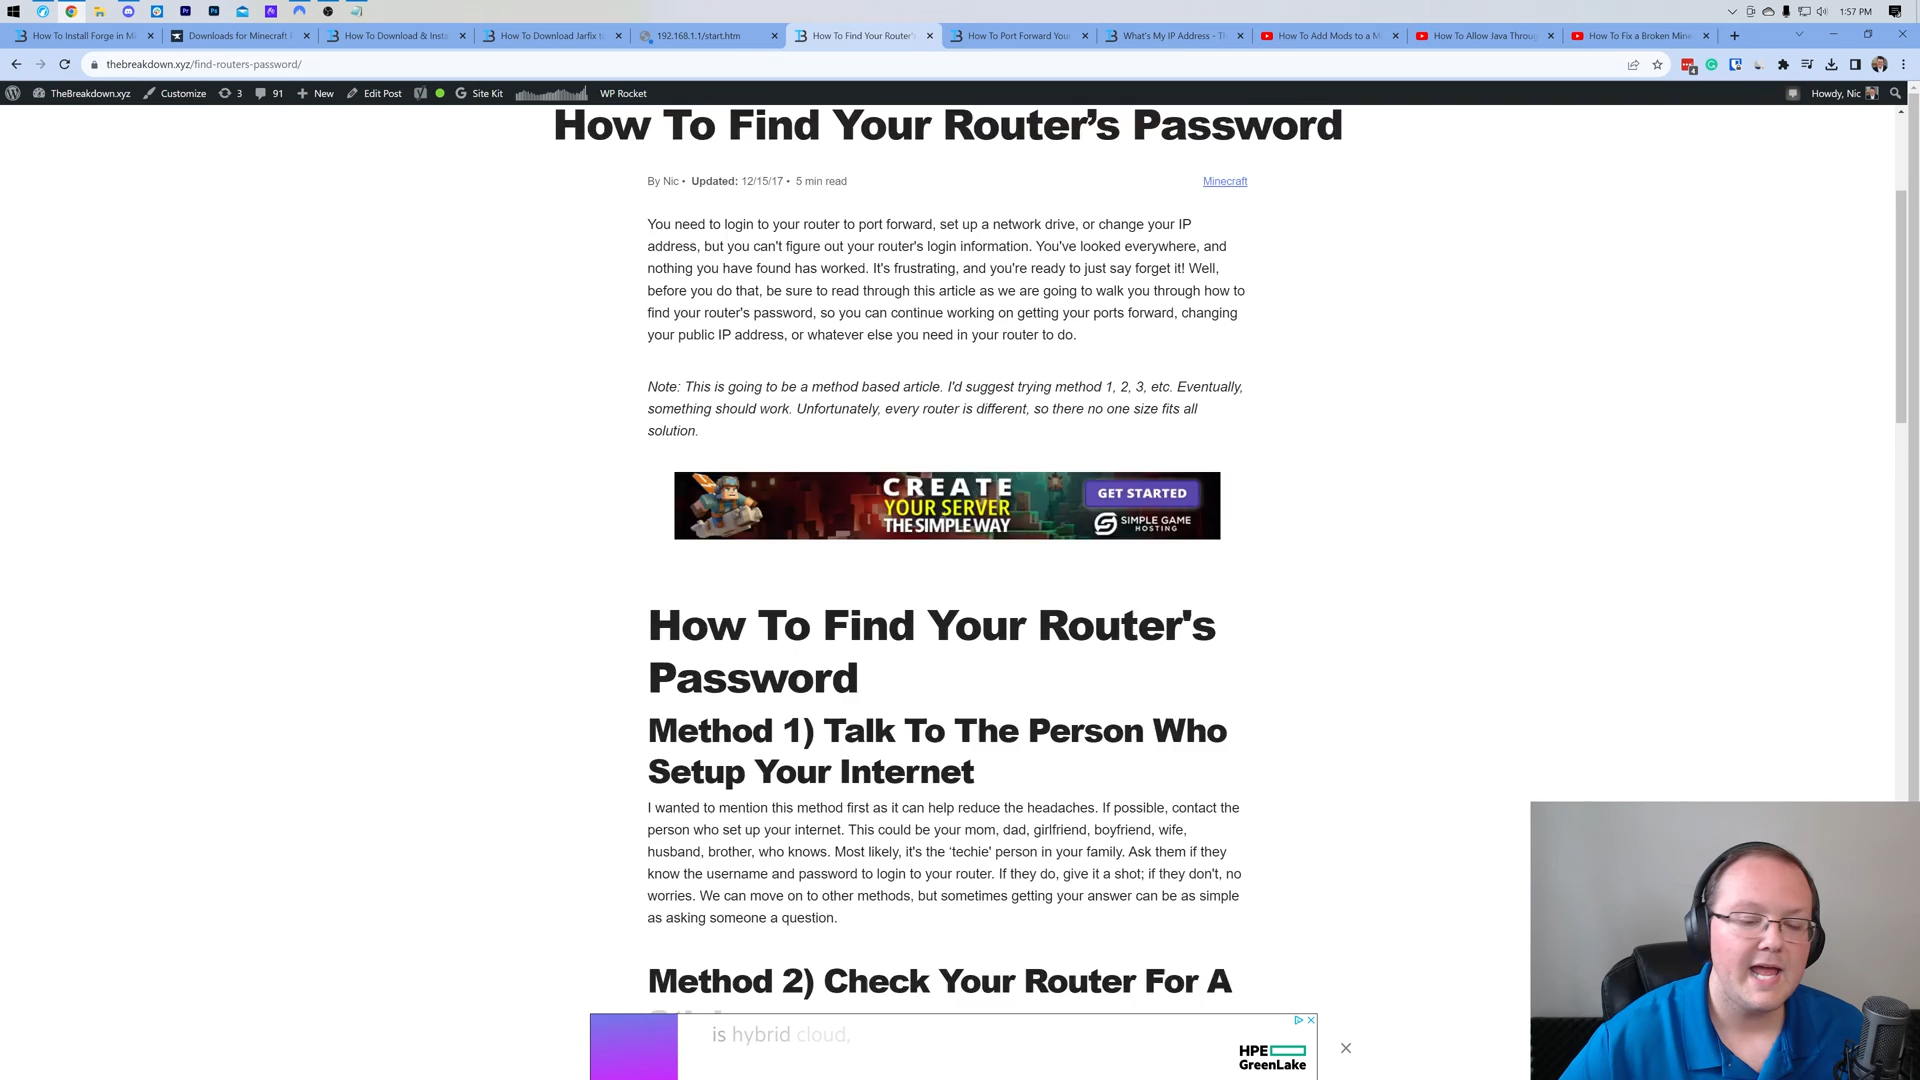 1:57 PM
How To Install Forge in Mi
Downloads for Minecraft
How To Download & Insta
How To Download Jarfix to
192.168.1.1/start.htm
How To Find Your Router'
How To Port Forward You
What's My IP Address - Th
How To Add Mods to a M
How To Allow Java Throu
How To Fix a Broken Mine
thebreakdown.xyz/find-routers-password/
TheBreakdown.xyz
Customize
3
91
New
Edit Post
Site Kit
WP Rocket
Howdy, Nic
How To Find Your Router’s Password
By Nic • Updated: 12/15/17 • 5 min read
Minecraft
You need to login to your router to port forward, set up a network drive, or change your IP
address, but you can't figure out your router's login information. You've looked everywhere, and
nothing you have found has worked. It's frustrating, and you're ready to just say forget it! Well,
before you do that, be sure to read through this article as we are going to walk you through how to
find your router's password, so you can continue working on getting your ports forward, changing
your public IP address, or whatever else you need in your router to do.
Note: This is going to be a method based article. I'd suggest trying method 1, 2, 3, etc. Eventually,
something should work. Unfortunately, every router is different, so there no one size fits all
solution.
CREATE
YOUR SERVER
THE SIMPLE WAY
GET STARTED
SIMPLE GAME
HOSTING
How To Find Your Router's
Password
Method 1) Talk To The Person Who
Setup Your Internet
I wanted to mention this method first as it can help reduce the headaches. If possible, contact the
person who set up your internet. This could be your mom, dad, girlfriend, boyfriend, wife,
husband, brother, who knows. Most likely, it's the ‘techie' person in your family. Ask them if they
know the username and password to login to your router. If they do, give it a shot; if they don't, no
worries. We can move on to other methods, but sometimes getting your answer can be as simple
as asking someone a question.
Method 2) Check Your Router For A
is hybrid cloud,
HPE
GreenLake